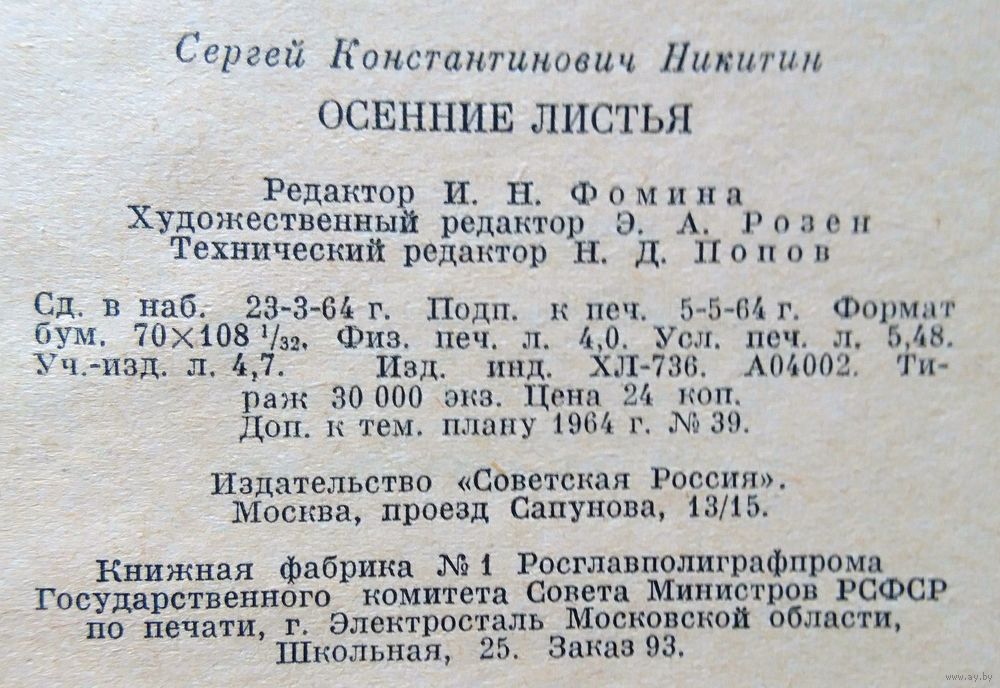 Сергей Константинович Никитин
ОСЕННИЕ ЛИСТЬЯ
Редактор И. Н. Фомина
Художественный редактор Э. А. Розен
Технический редактор Н. Д. Попов
Сд. в наб. 23-3-64 г. Подп. к печ. 5-5-64 г. Формат
бум. 70×108 1/32. Физ. печ. л. 4,0. Усл. печ. л. 5,48.
Уч.-изд. л. 4,7. Изд. инд. ХЛ-736. А04002. Ти-
раж 30 000 экз. Цена 24 коп.
Доп. к тем. плану 1964 г. № 39.
Издательство «Советская Россия».
Москва, проезд Сапунова, 13/15.
Книжная фабрика № 1 Росглавполиграфпрома
Государственного комитета Совета Министров РСФСР
по печати, г. Электросталь Московской области,
Школьная, 25. Заказ 93.
www.ay.by